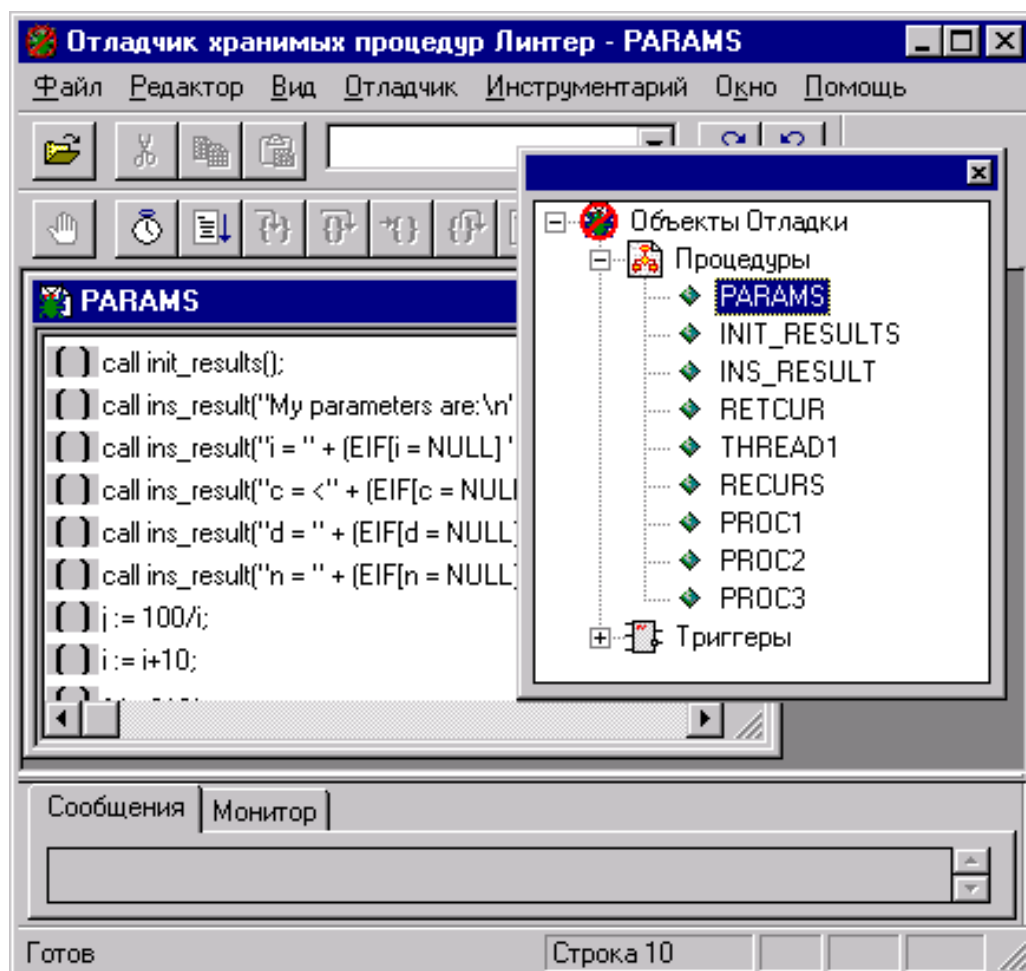 Отладчик хранимых процедур Линтер - PARAMS
Файл Редактор Вид Отладчик Инструментарий Окно Помощь
PARAMS
call init_results();
call ins_result("My parameters are:\n"
call ins_result("i = " + (EIF[i = NULL] "
call ins_result("c = <" + (EIF[c = NULL
call ins_result("d = " + (EIF[d = NULL]
call ins_result("n = " + (EIF[n = NULL]
j := 100/i;
i := i+10;
Объекты Отладки
Процедуры
PARAMS
INIT_RESULTS
INS_RESULT
RETCUR
THREAD1
RECURS
PROC1
PROC2
PROC3
Триггеры
Сообщения Монитор
Готов Строка 10